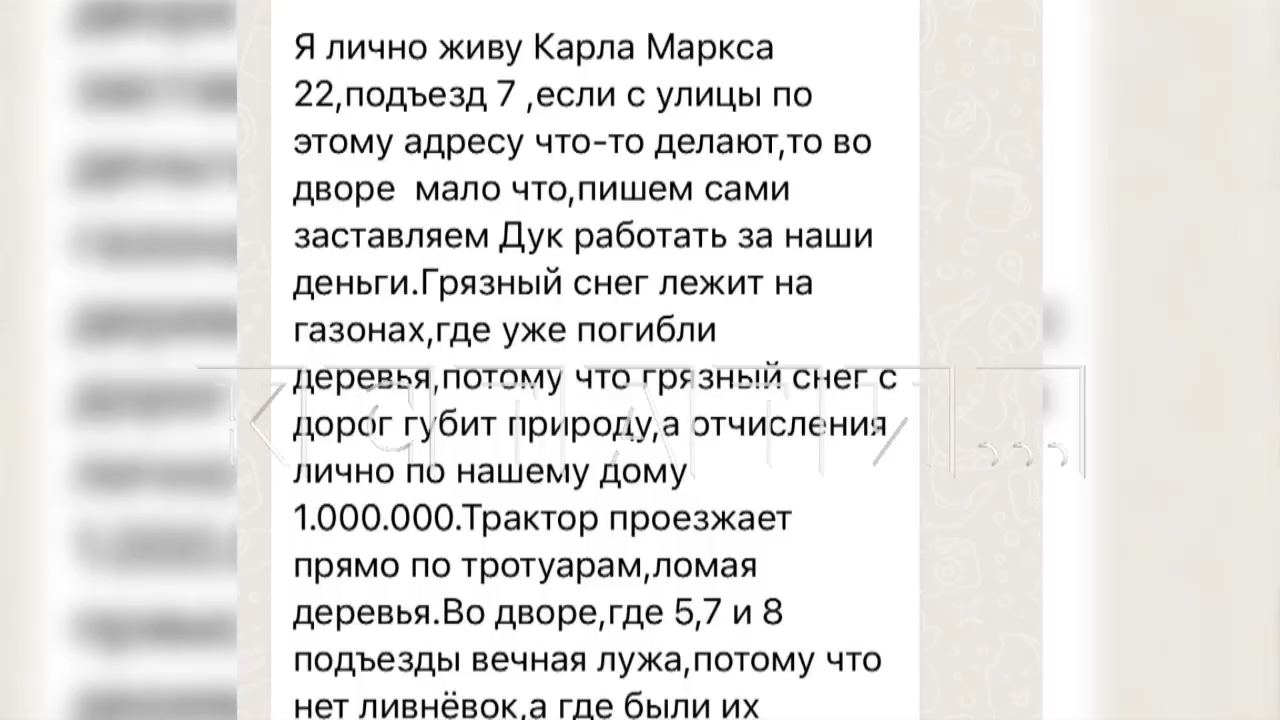 Я лично живу Карла Маркса
22,подъезд 7 ,если с улицы по
этому адресу что-то делают,то во
дворе  мало что,пишем сами
заставляем Дук работать за наши
деньги.Грязный снег лежит на
газонах,где уже погибли
деревья,потому что грязный снег с
дорог губит природу,а отчисления
лично по нашему дому
1.000.000.Трактор проезжает
прямо по тротуарам,ломая
деревья.Во дворе,где 5,7 и 8
подъезды вечная лужа,потому что
нет ливнёвок,а где были их